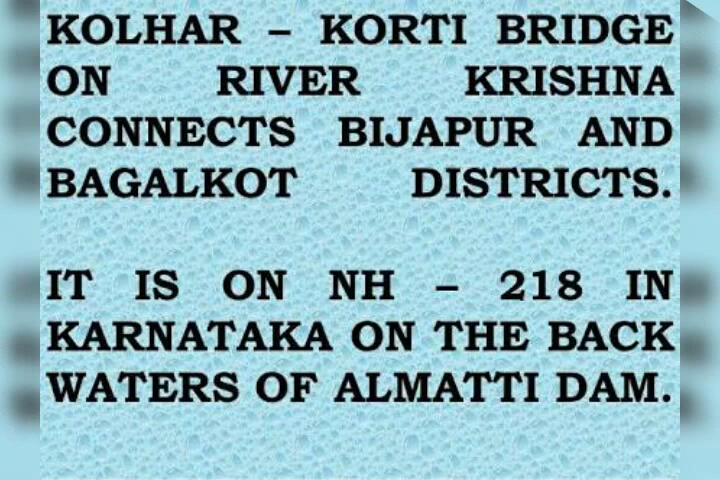 KOLHAR – KORTI BRIDGE
ON RIVER KRISHNA
CONNECTS BIJAPUR AND
BAGALKOT DISTRICTS.
IT IS ON NH – 218 IN
KARNATAKA ON THE BACK
WATERS OF ALMATTI DAM.